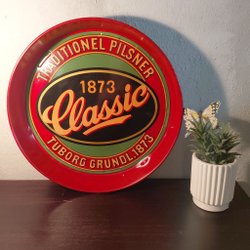 TRADITIONEL PILSNER
1873
Classic
TUBORG GRUNDL.1873